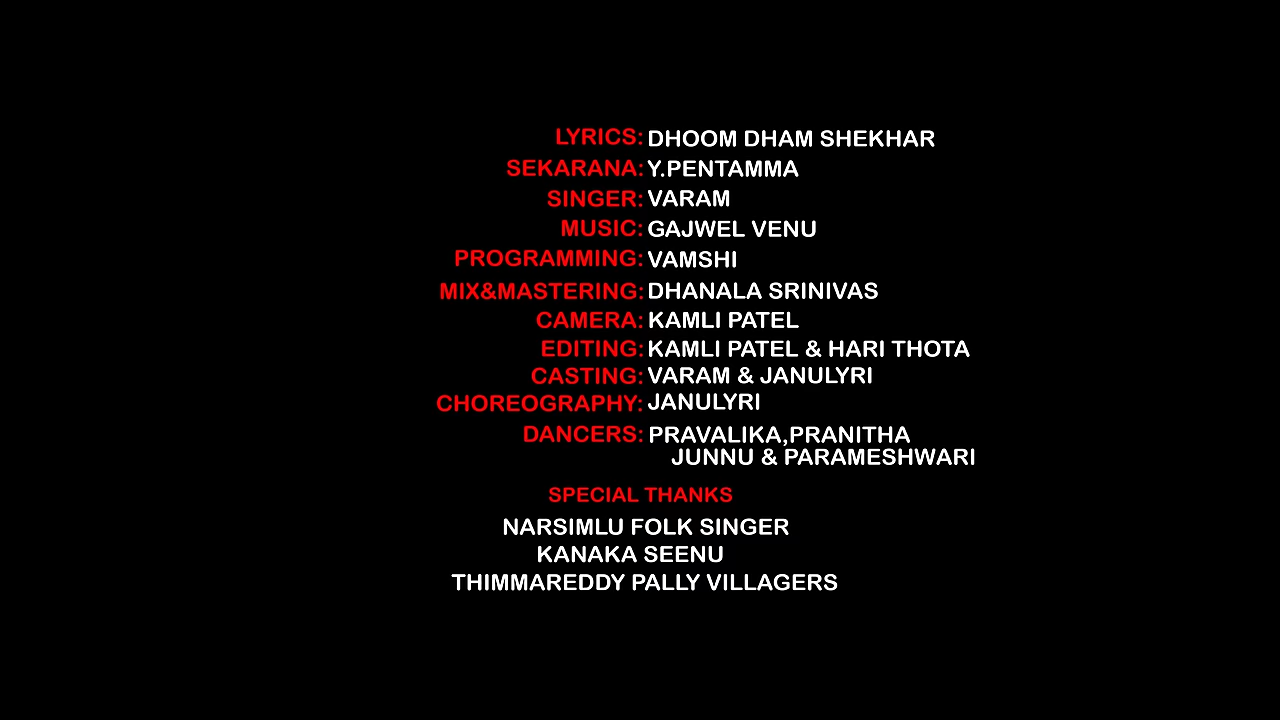 LYRICS: DHOOM DHAM SHEKHAR
SEKARANA: Y.PENTAMMA
SINGER: VARAM
MUSIC: GAJWEL VENU
PROGRAMMING: VAMSHI
MIX&MASTERING: DHANALA SRINIVAS
CAMERA: KAMLI PATEL
EDITING: KAMLI PATEL & HARI THOTA
CASTING: VARAM & JANULYRI
CHOREOGRAPHY: JANULYRI
DANCERS: PRAVALIKA,PRANITHA
JUNNU & PARAMESHWARI
SPECIAL THANKS
NARSIMLU FOLK SINGER
KANAKA SEENU
THIMMAREDDY PALLY VILLAGERS